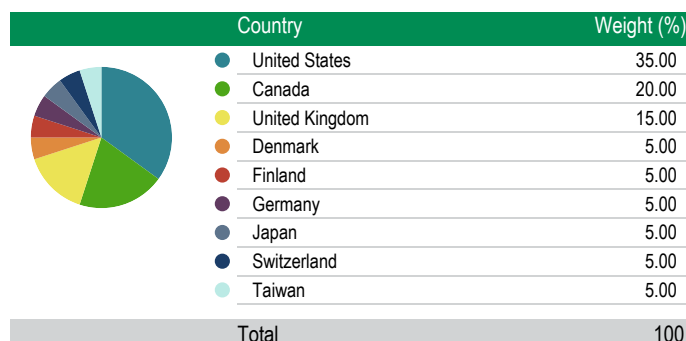 Country Weight (%)
United States 35.00
Canada 20.00
United Kingdom 15.00
Denmark 5.00
Finland 5.00
Germany 5.00
Japan 5.00
Switzerland 5.00
Taiwan 5.00
Total 100